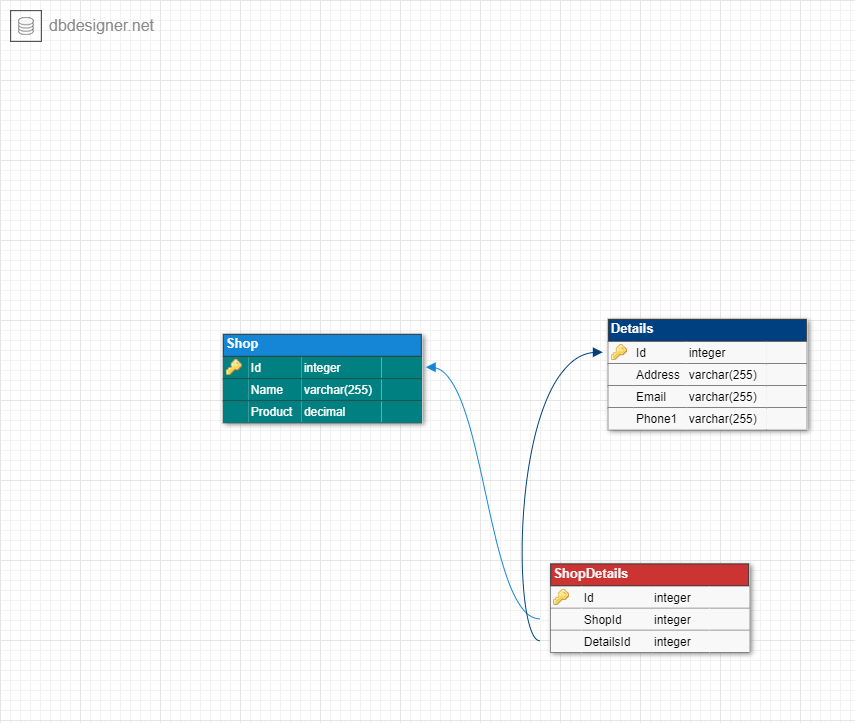 dbdesigner.net
Shop
Id integer
Name varchar(255)
Product decimal
Details
Id integer
Address varchar(255)
Email varchar(255)
Phone1 varchar(255)
ShopDetails
Id integer
ShopId integer
DetailsId integer